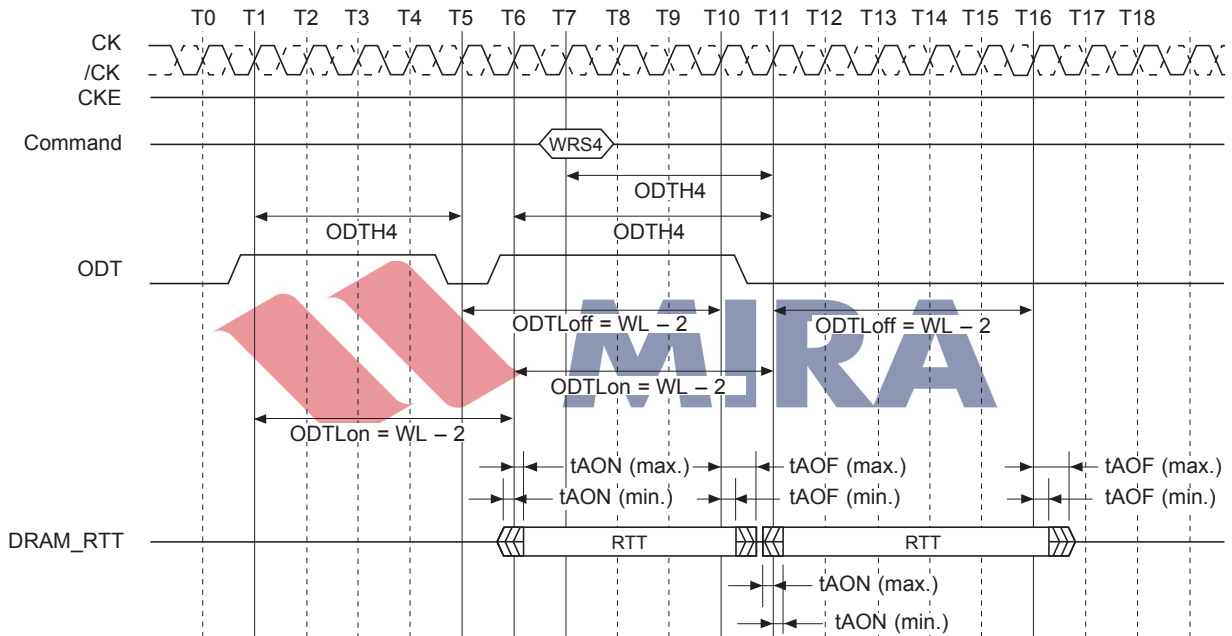 T0 T1 T2 T3 T4 T5 T6 T7 T8 T9 T10 T11 T12 T13 T14 T15 T16 T17 T18
CK
/CK
CKE
Command
WRS4
ODTH4
ODTH4
ODTH4
ODT
ODTLoff = WL – 2
ODTLoff = WL – 2
MIRA
ODTLon = WL – 2
ODTLon = WL – 2
tAON (max.)
tAOF (max.)
tAOF (max.)
tAON (min.)
tAOF (min.)
tAOF (min.)
DRAM_RTT
RTT
RTT
tAON (max.)
tAON (min.)